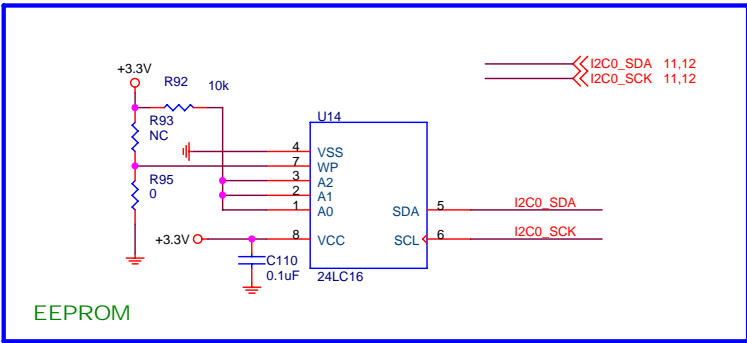 I2C0_SDA 11,12
I2C0_SCK 11,12
+3.3V
R92
10k
R93
NC
R95
0
U14
4
VSS
7
WP
3
A2
2
A1
1
A0
8
VCC
SDA
5
I2C0_SDA
SCL
6
I2C0_SCK
+3.3V
C110
0.1uF
24LC16
EEPROM